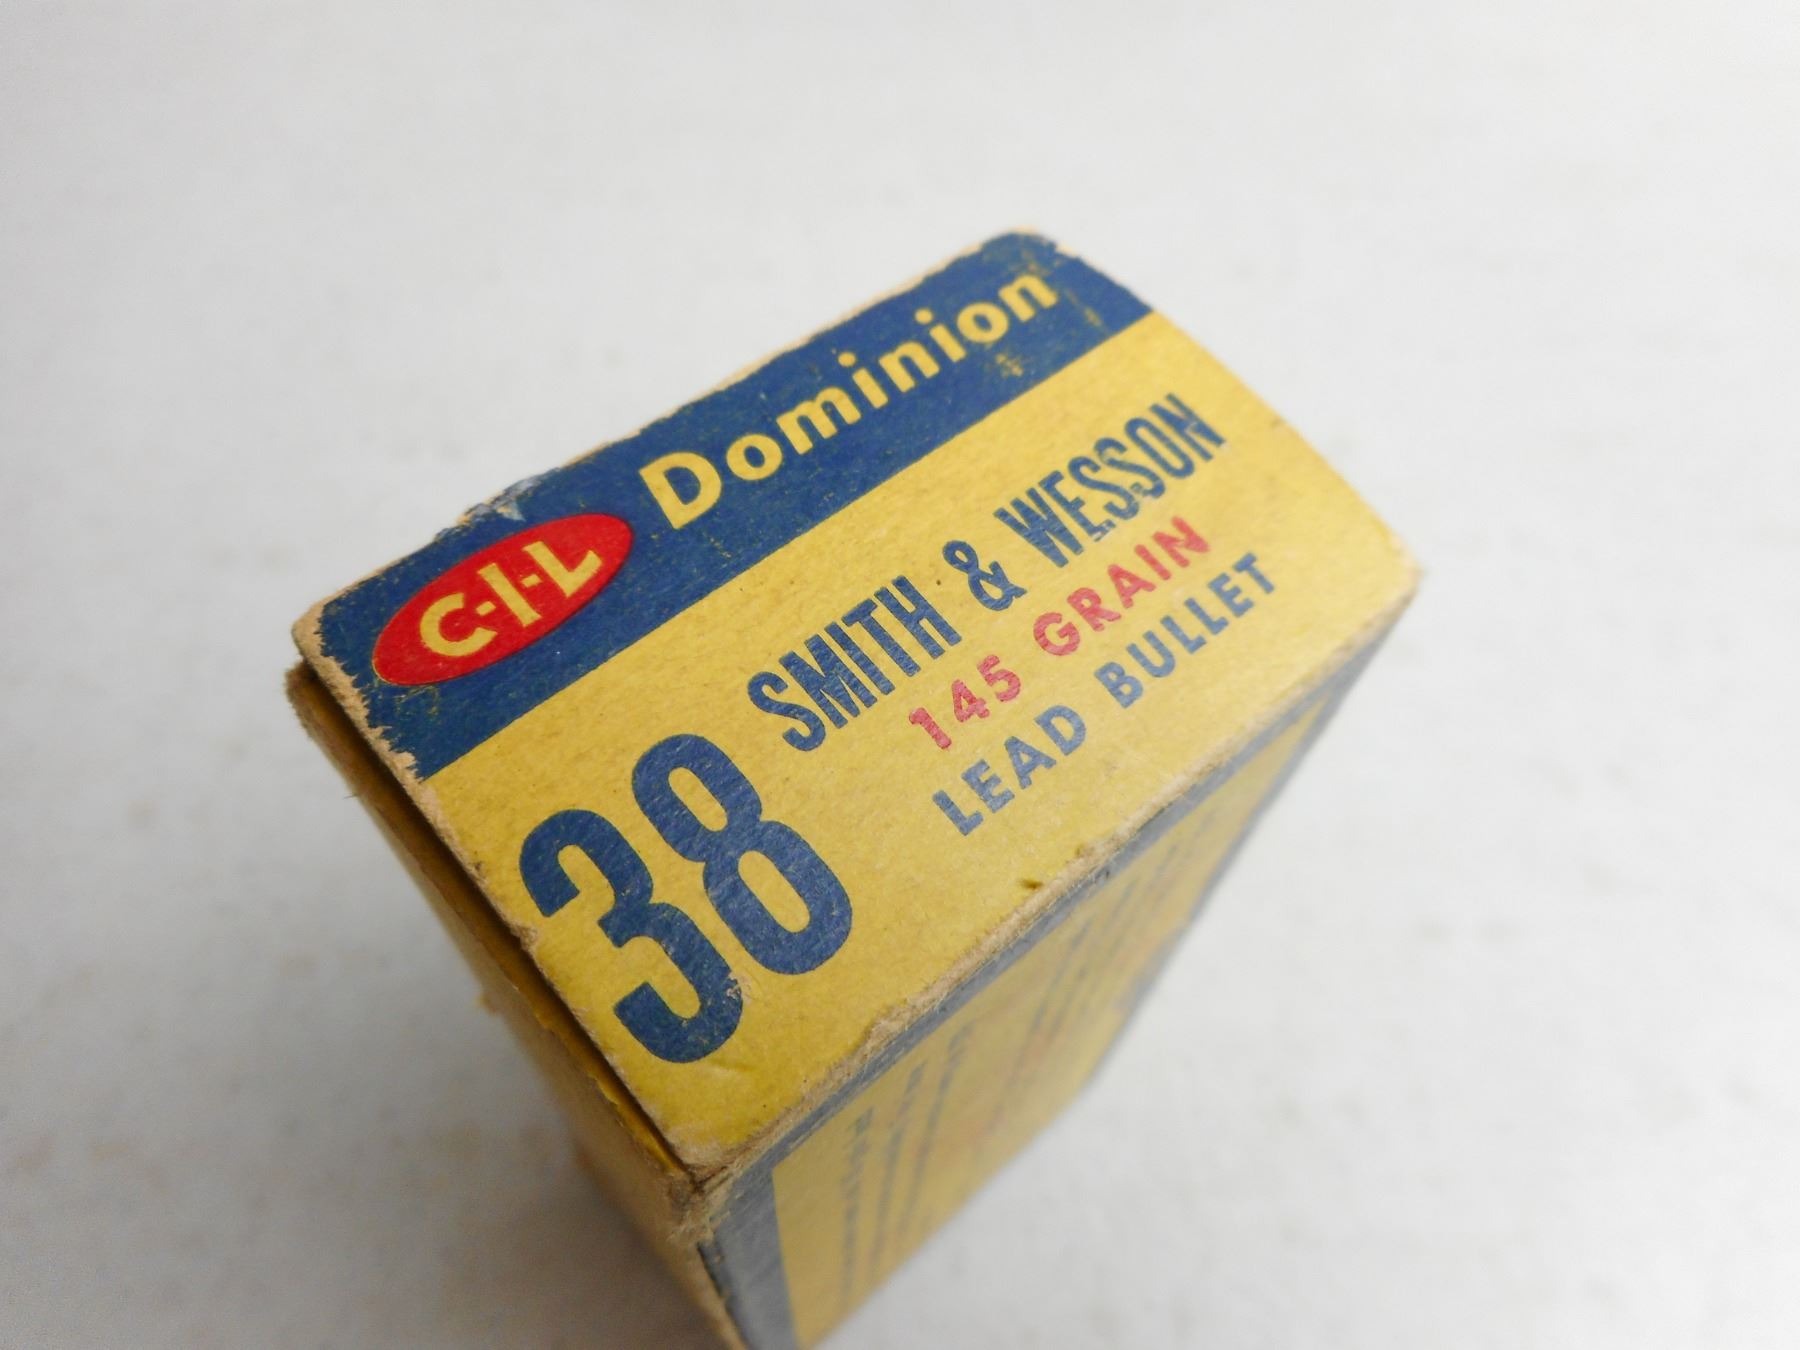 C-I-L Dominion
38 SMITH & WESSON
145 GRAIN
LEAD BULLET